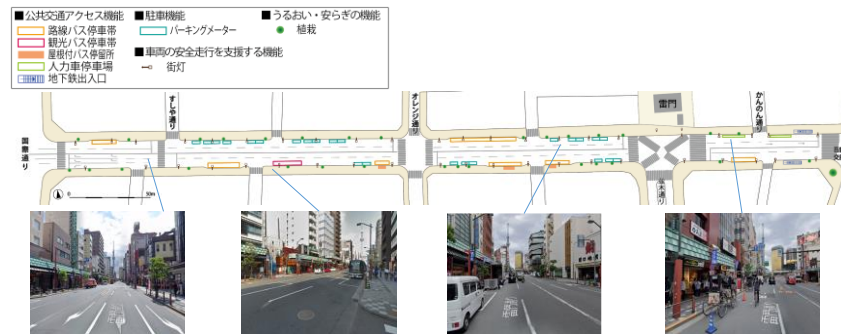 ■公共交通アクセス機能
路線バス停車帯
観光バス停車帯
屋根付バス停留所
人力車停車場
地下鉄出入口
■駐車機能
パーキングメーター
■車両の安全走行を支援する機能
街灯
■うるおい・安らぎの機能
植栽
国際通り
すしや通り
オレンジ通り
雷門
かんのん通り
並木通り
0
50m